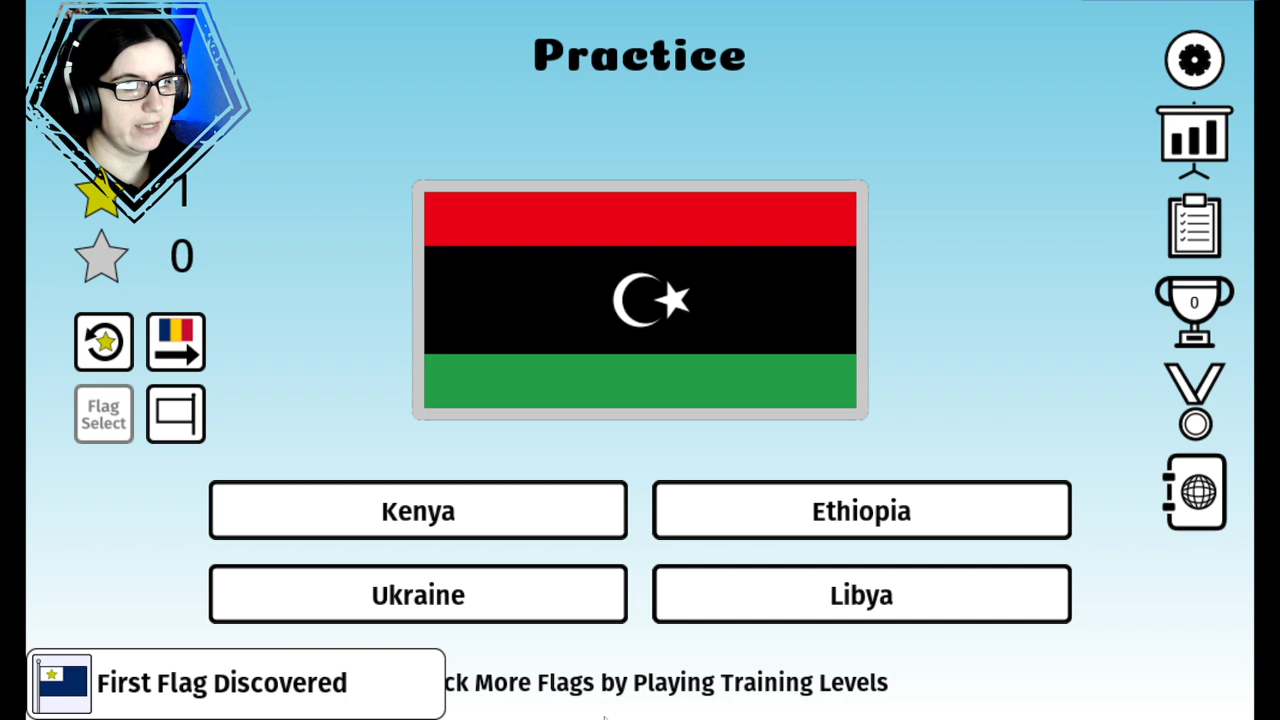 Practice
1
0
0
Flag
Select
Kenya
Ethiopia
Ukraine
Libya
First Flag Discovered
ck More Flags by Playing Training Levels